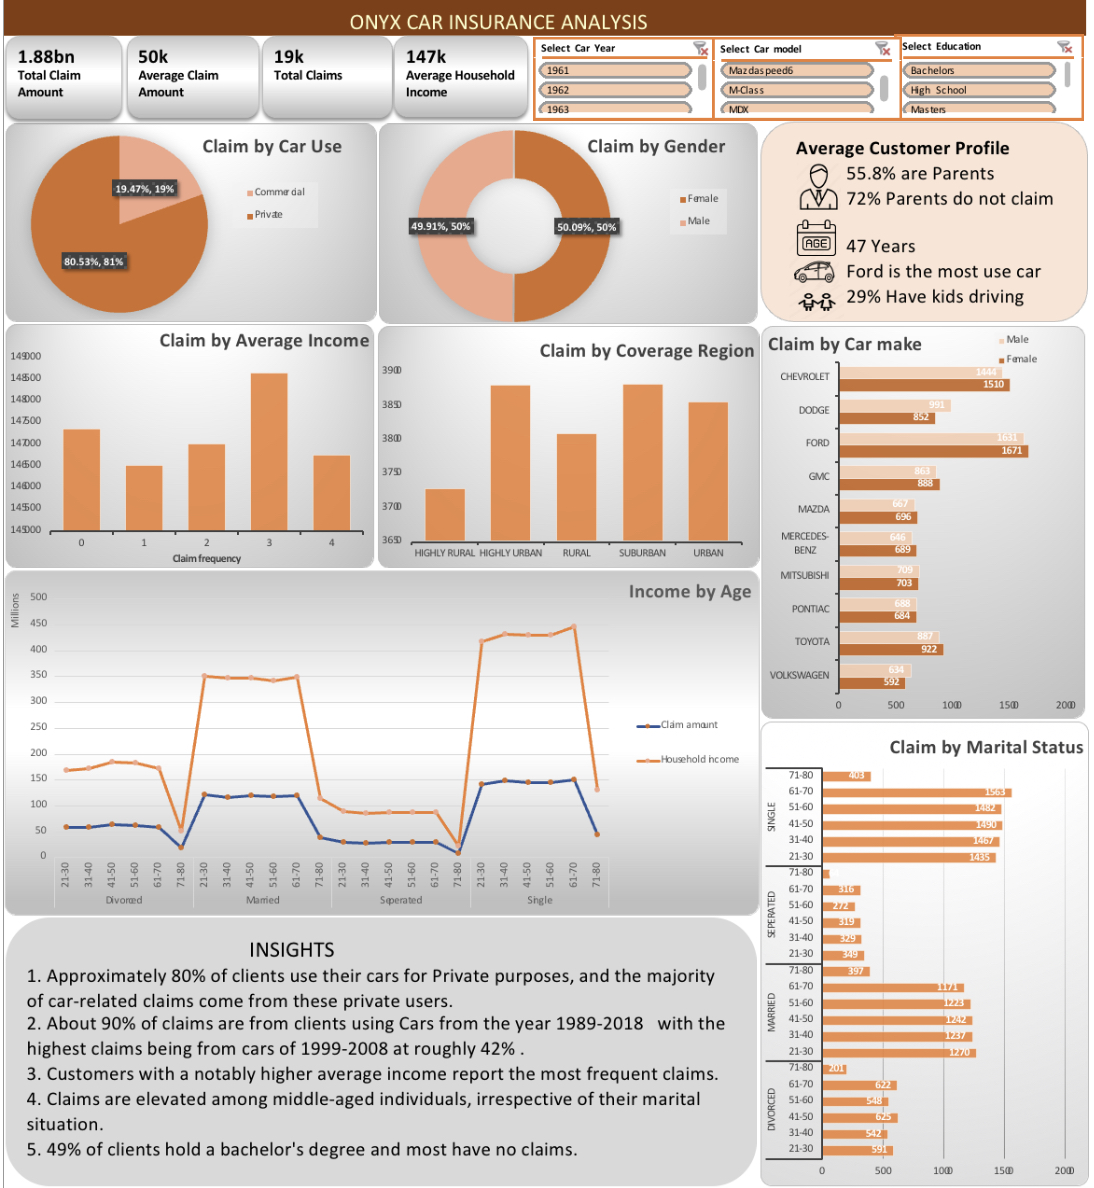 ONYX CAR INSURANCE ANALYSIS
1.88bn
Total Claim
Amount
50k
Average Claim
Amount
19k
Total Claims
147k
Average Household
Income
Select Car Year
1961
1962
1963
Select Car model
Mazdaspeed6
M-Class
MDX
Select Education
Bachelors
High School
Masters
Claim by Car Use
19.47%, 19%
80.53%, 81%
Commercial
Private
Claim by Gender
49.91%, 50%
50.09%, 50%
Female
Male
Average Customer Profile
55.8% are Parents
72% Parents do not claim
AGE
47 Years
Ford is the most use car
29% Have kids driving
Claim by Average Income
149000
148500
148000
147500
147000
146500
146000
145500
145000
0 1 2 3 4
Claim frequency
Claim by Coverage Region
3900
3850
3800
3750
3700
3650
HIGHLY RURAL HIGHLY URBAN RURAL SUBURBAN URBAN
Claim by Car make
Male
Female
CHEVROLET 1444
1510
DODGE 991
852
FORD 1631
1671
GMC 863
888
MAZDA 667
696
MERCEDES-
BENZ 646
689
MITSUBISHI 709
703
PONTIAC 688
684
TOYOTA 887
922
VOLKSWAGEN 634
592
0 500 1000 1500 2000
Income by Age
Millions
500
450
400
350
300
250
200
150
100
50
0
21-30 31-40 41-50 51-60 61-70 71-80 21-30 31-40 41-50 51-60 61-70 71-80 21-30 31-40 41-50 51-60 61-70 71-80 21-30 31-40 41-50 51-60 61-70 71-80
Divorced Married Seperated Single
Claim amount
Household income
Claim by Marital Status
SINGLE
71-80 403
61-70 1563
51-60 1482
41-50 1490
31-40 1467
21-30 1435
SEPERATED
71-80
61-70 316
51-60 272
41-50 319
31-40 329
21-30 349
MARRIED
71-80 397
61-70 1171
51-60 1223
41-50 1242
31-40 1237
21-30 1270
DIVORCED
71-80 201
61-70 622
51-60 548
41-50 625
31-40 542
21-30 591
0 500 1000 1500 2000
INSIGHTS
1. Approximately 80% of clients use their cars for Private purposes, and the majority
of car-related claims come from these private users.
2. About 90% of claims are from clients using Cars from the year 1989-2018 with the
highest claims being from cars of 1999-2008 at roughly 42% .
3. Customers with a notably higher average income report the most frequent claims.
4. Claims are elevated among middle-aged individuals, irrespective of their marital
situation.
5. 49% of clients hold a bachelor's degree and most have no claims.